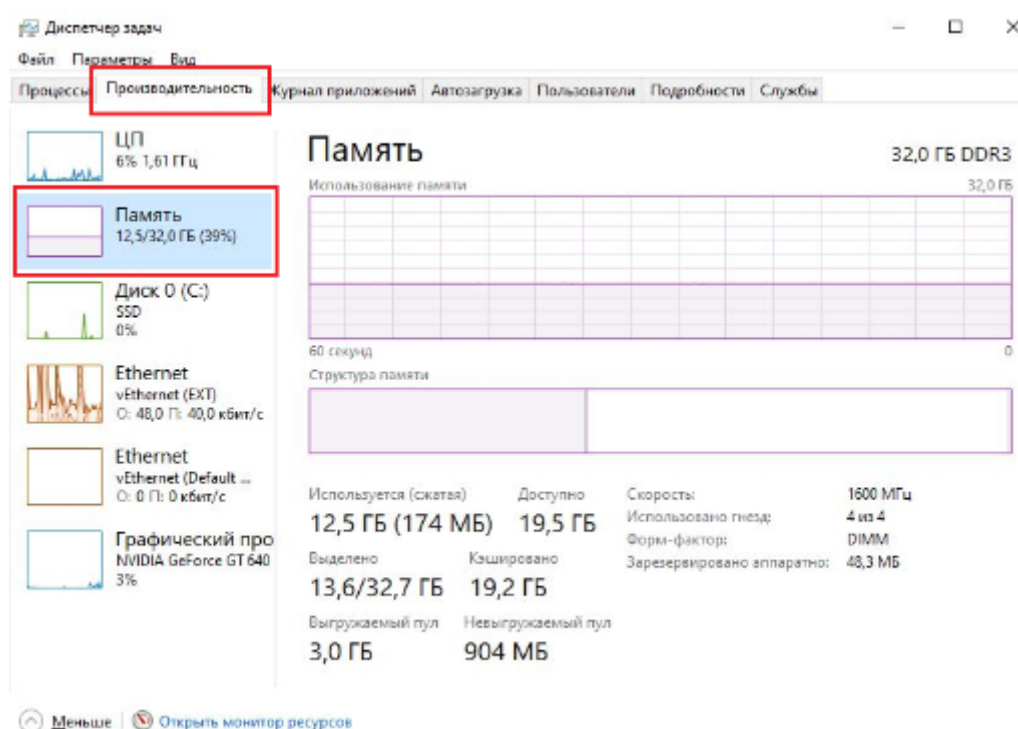 Диспетчер задач
Файл Параметры Вид
Процессы Производительность Журнал приложений Автозагрузка Пользователи Подробности Службы
ЦП
6% 1,61 ГГц
Память
12,5/32,0 ГБ (39%)
Диск 0 (C:)
SSD
0%
Ethernet
vEthernet (EXT)
О: 48,0 П: 40,0 кбит/с
Ethernet
vEthernet (Default ...
О: 0 П: 0 кбит/с
Графический про
NVIDIA GeForce GT 640
3%
Память 32,0 ГБ DDR3
Использование памяти 32,0 ГБ
60 секунд 0
Структура памяти
Используется (сжатая) Доступно
12,5 ГБ (174 МБ) 19,5 ГБ
Выделено Кэшировано
13,6/32,7 ГБ 19,2 ГБ
Выгружаемый пул Невыгружаемый пул
3,0 ГБ 904 МБ
Скорость: 1600 МГц
Использовано гнезд: 4 из 4
Форм-фактор: DIMM
Зарезервировано аппаратно: 48,3 МБ
Меньше Открыть монитор ресурсов